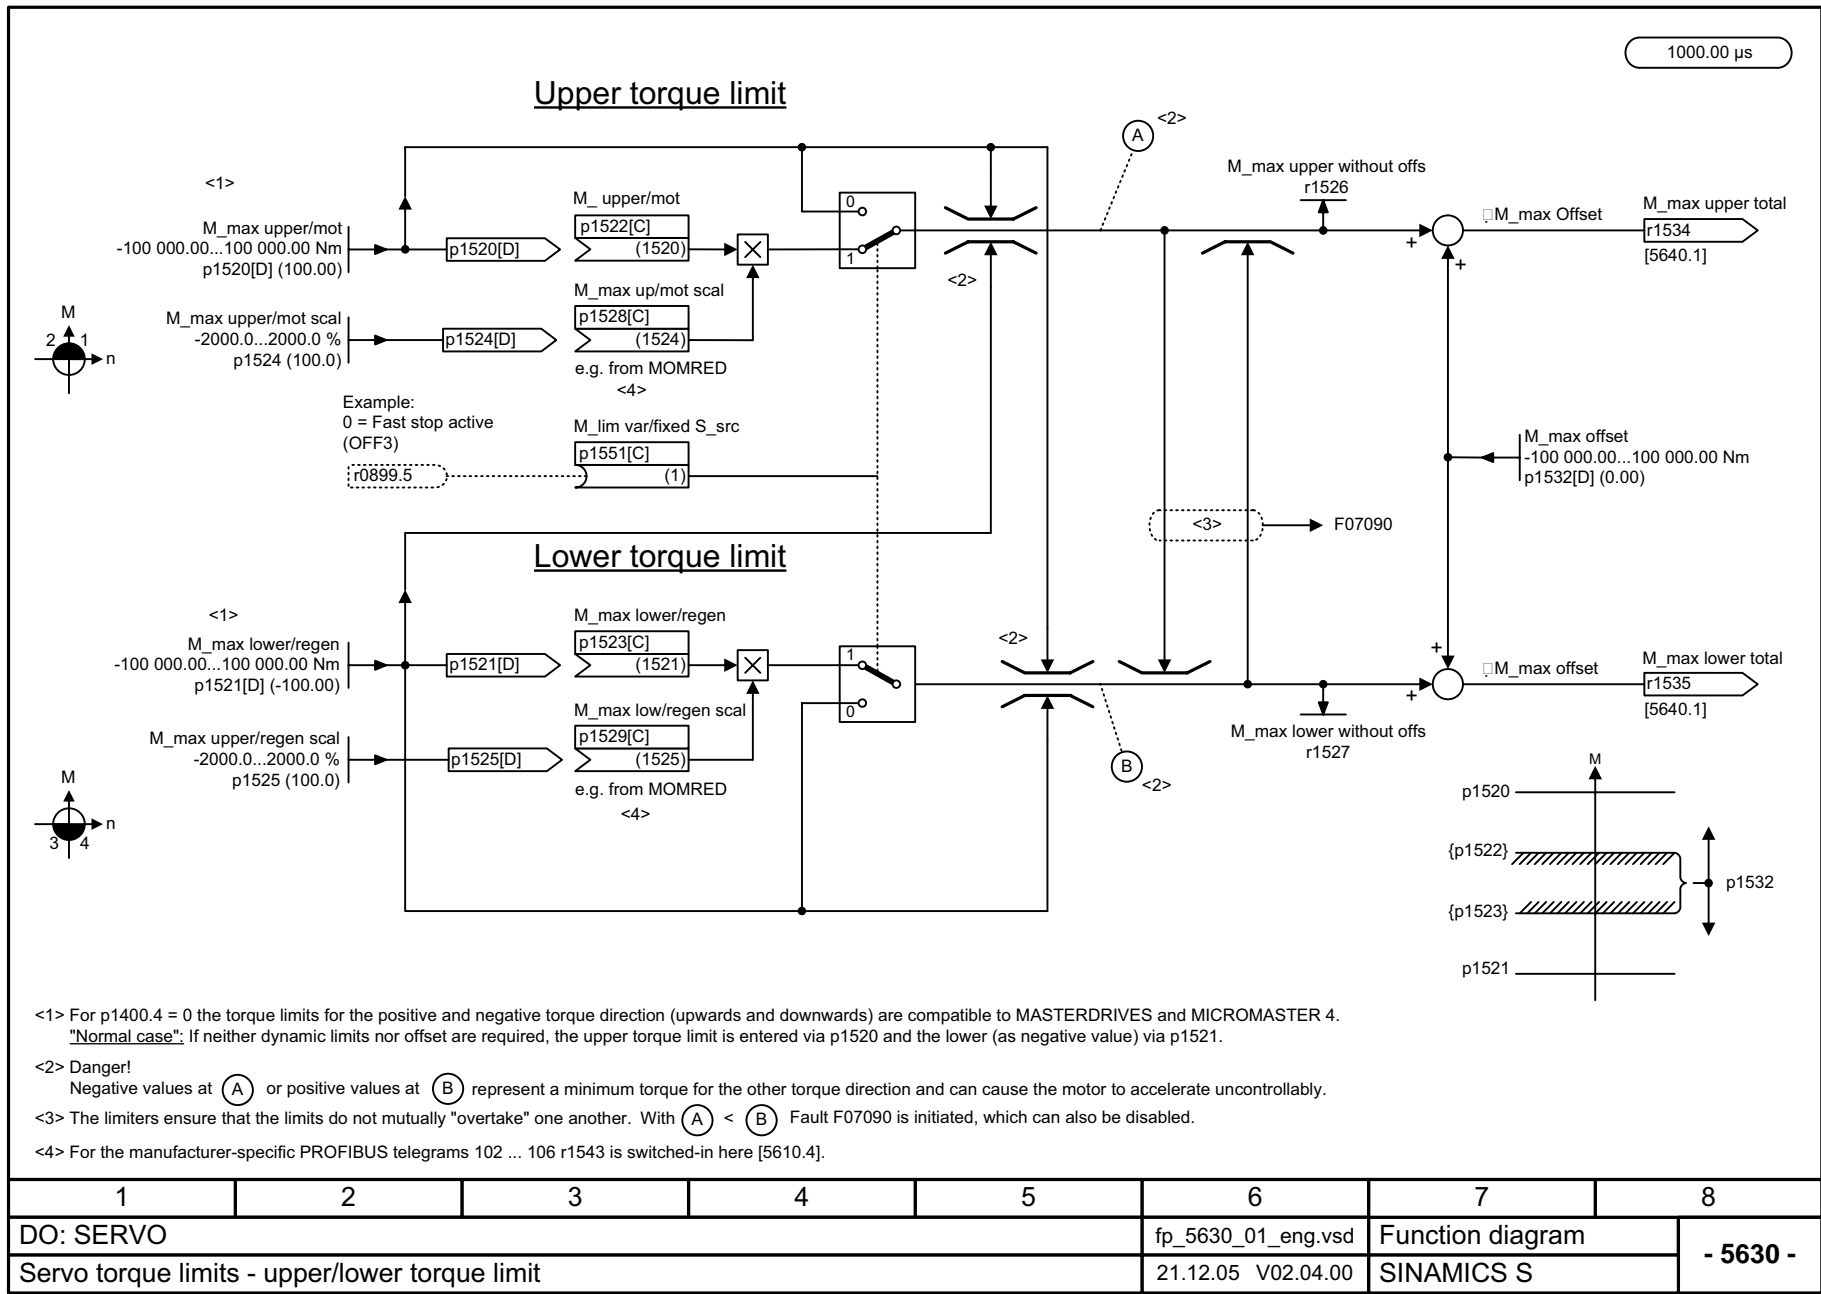 1000.00 µs
Upper torque limit
A <2>
<1>
M_max upper/mot
-100 000.00...100 000.00 Nm
p1520[D] (100.00)
p1520[D]
M_ upper/mot
p1522[C]
(1520)
0
1
<2>
M_max upper without offs
r1526
+
+
M_max Offset
M_max upper total
r1534
[5640.1]
M
2 1
n
M_max upper/mot scal
-2000.0...2000.0 %
p1524 (100.0)
p1524[D]
M_max up/mot scal
p1528[C]
(1524)
e.g. from MOMRED
<4>
Example:
0 = Fast stop active
(OFF3)
r0899.5
M_lim var/fixed S_src
p1551[C]
(1)
M_max offset
-100 000.00...100 000.00 Nm
p1532[D] (0.00)
<3>
F07090
Lower torque limit
<1>
M_max lower/regen
-100 000.00...100 000.00 Nm
p1521[D] (-100.00)
p1521[D]
M_max lower/regen
p1523[C]
(1521)
1
0
<2>
+
+
M_max offset
M_max lower total
r1535
[5640.1]
M_max lower without offs
r1527
B <2>
M_max upper/regen scal
-2000.0...2000.0 %
p1525 (100.0)
p1525[D]
M_max low/regen scal
p1529[C]
(1525)
e.g. from MOMRED
<4>
M
n
3 4
M
p1520
{p1522}
p1532
{p1523}
p1521
<1> For p1400.4 = 0 the torque limits for the positive and negative torque direction (upwards and downwards) are compatible to MASTERDRIVES and MICROMASTER 4.
"Normal case": If neither dynamic limits nor offset are required, the upper torque limit is entered via p1520 and the lower (as negative value) via p1521.
<2> Danger!
Negative values at A or positive values at B represent a minimum torque for the other torque direction and can cause the motor to accelerate uncontrollably.
<3> The limiters ensure that the limits do not mutually "overtake" one another. With A < B Fault F07090 is initiated, which can also be disabled.
<4> For the manufacturer-specific PROFIBUS telegrams 102 ... 106 r1543 is switched-in here [5610.4].
1 2 3 4 5 6 7 8
DO: SERVO
fp_5630_01_eng.vsd
Function diagram
- 5630 -
Servo torque limits - upper/lower torque limit
21.12.05 V02.04.00
SINAMICS S